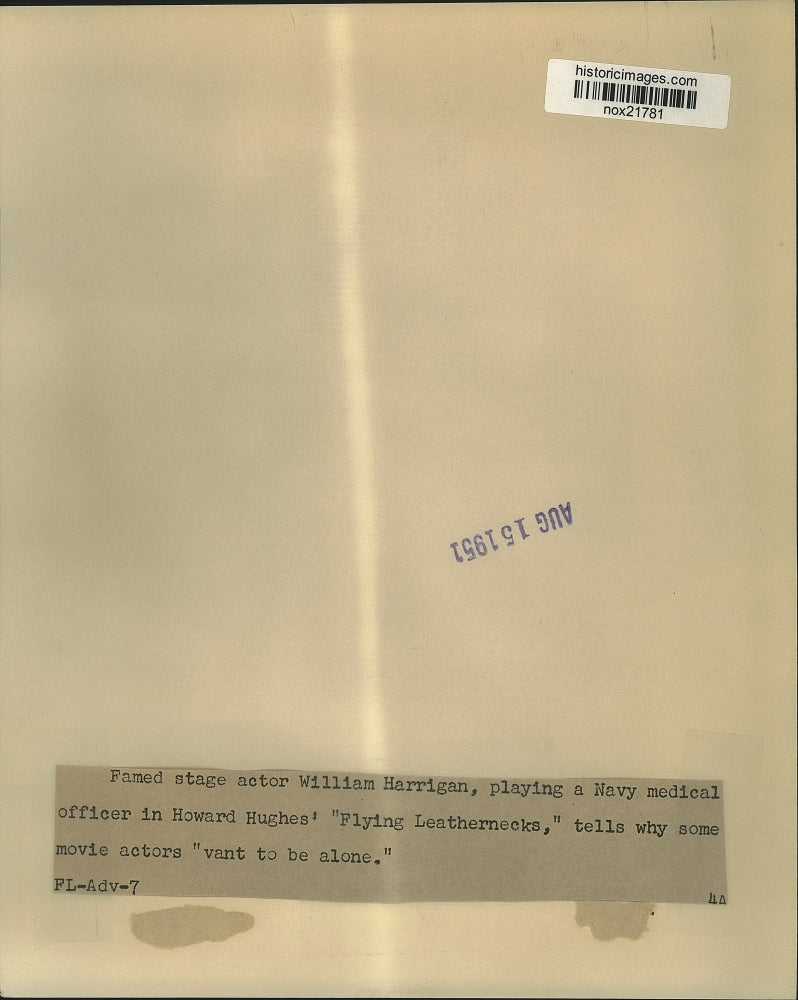 historicimages.com
nox21781
AUG 15 1951
Famed stage actor William Harrigan, playing a Navy medical
officer in Howard Hughes' "Flying Leathernecks," tells why some
movie actors "vant to be alone."
FL-Adv-7
4A